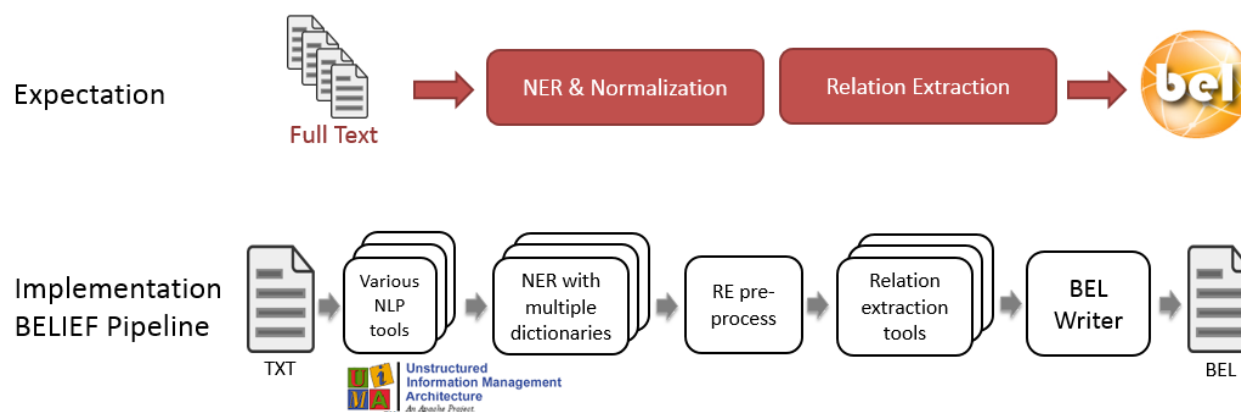 Expectation
Full Text
NER & Normalization
Relation Extraction
bel
Implementation
BELIEF Pipeline
TXT
Various
NLP
tools
NER with
multiple
dictionaries
RE pre-
process
Relation
extraction
tools
BEL
Writer
BEL
UiMA
Unstructured
Information Management
Architecture
An Apache Project.